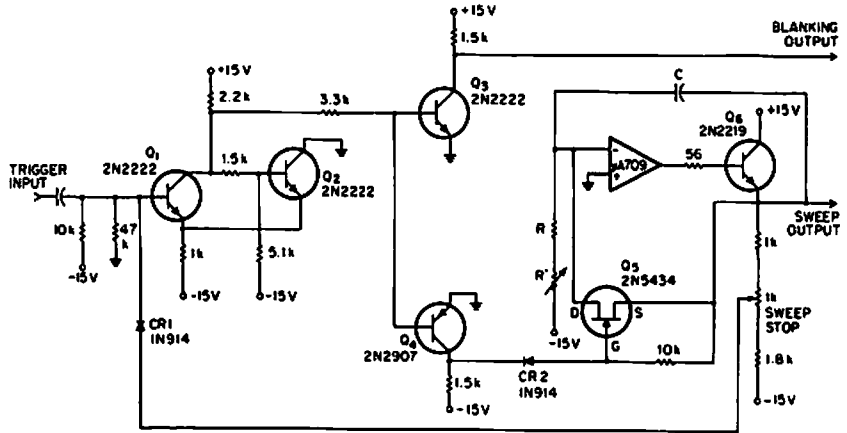 BLANKING
OUTPUT
+15V
1.5k
+15V
2.2k
3.3k
Q3
2N2222
C
Q6
2N2219
+15V
Q1
2N2222
1.5k
Q2
2N2222
-
+
μA709
56
TRIGGER
INPUT
SWEEP
OUTPUT
10k
47
k
1k
5.1k
-15V
-15V
-15V
R
R'
-15V
Q5
2N5434
D
S
G
1k
1k
SWEEP
STOP
CR1
1N914
Q4
2N2907
1.5k
-15V
CR2
1N914
10k
1.8k
-15V